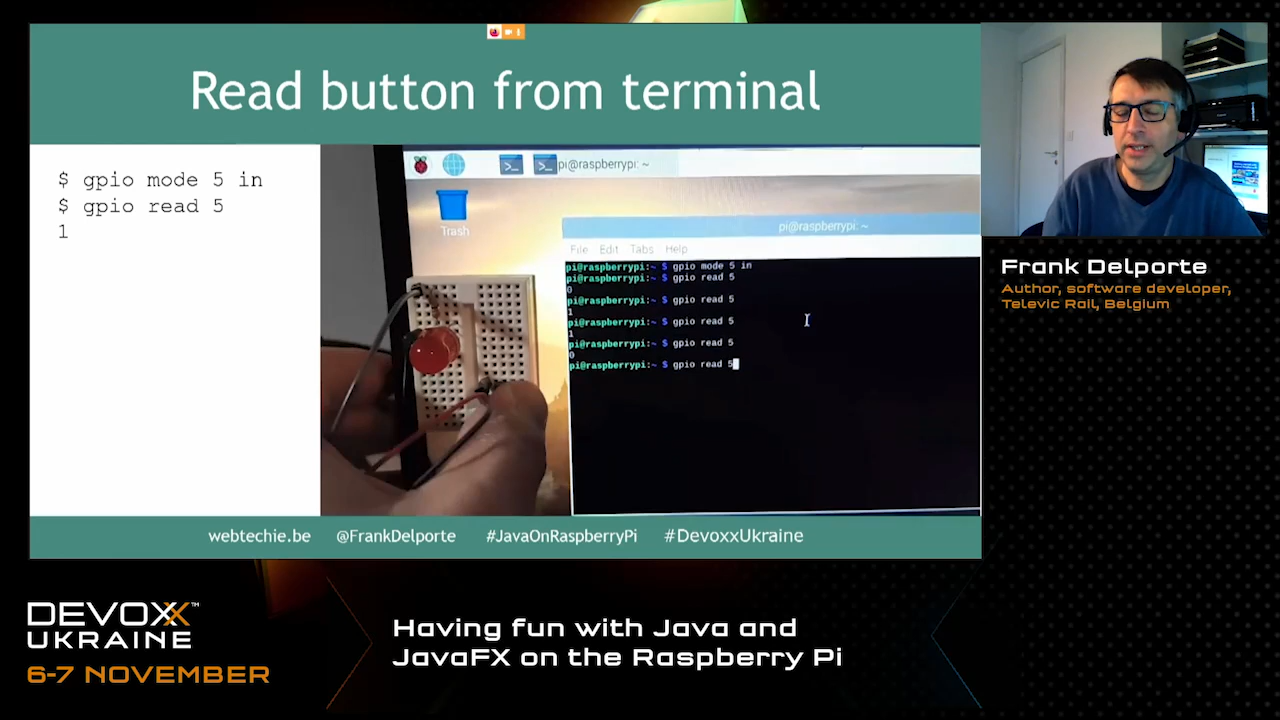 Read button from terminal
$ gpio mode 5 in
$ gpio read 5
1
pi@raspberrypi: ~
Trash
pi@raspberrypi: ~
File Edit Tabs Help
pi@raspberrypi:~ $ gpio mode 5 in
pi@raspberrypi:~ $ gpio read 5
0
pi@raspberrypi:~ $ gpio read 5
1
pi@raspberrypi:~ $ gpio read 5
1
pi@raspberrypi:~ $ gpio read 5
0
pi@raspberrypi:~ $ gpio read 5
webtechie.be @FrankDelporte #JavaOnRaspberryPi #DevoxxUkraine
Frank Delporte
Author, software developer,
Televic Rail, Belgium
DEVOXX™
UKRAINE
6-7 NOVEMBER
Having fun with Java and
JavaFX on the Raspberry Pi